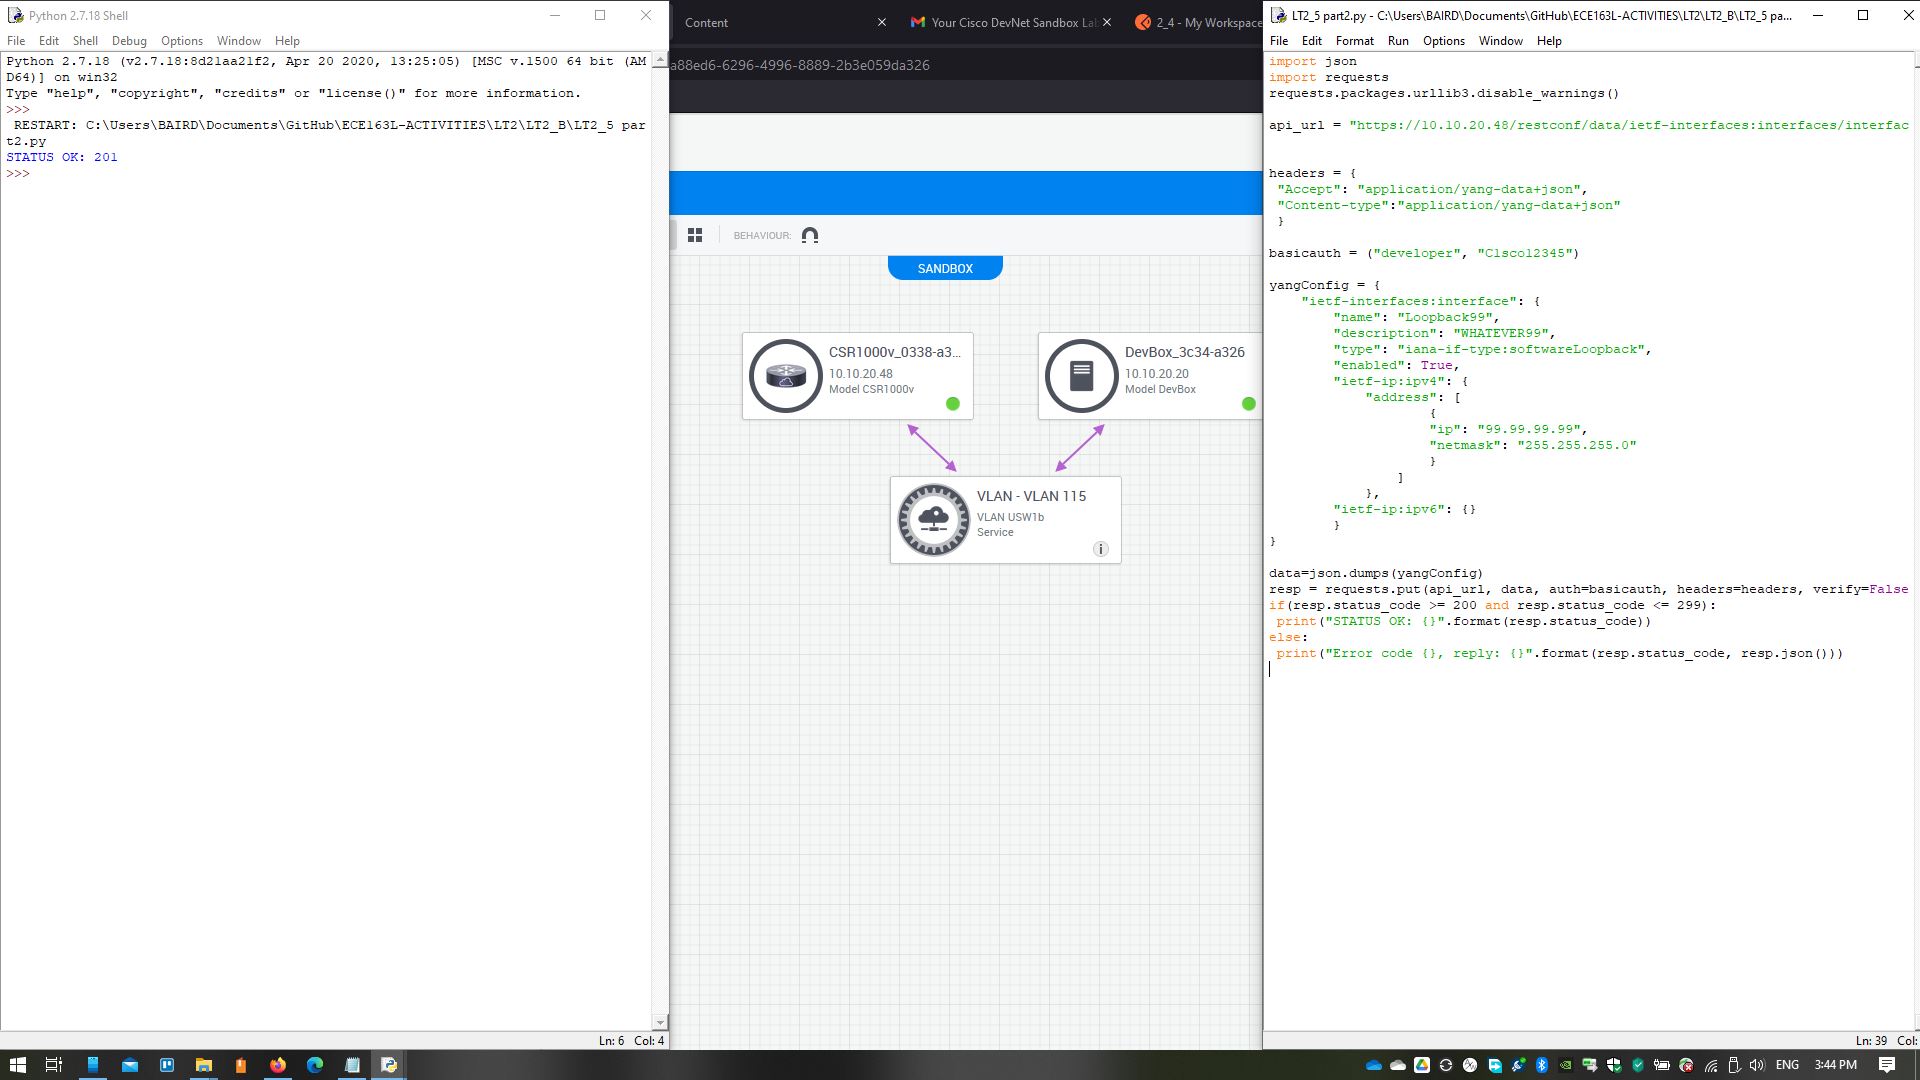 Python 2.7.18 Shell
File Edit Shell Debug Options Window Help
Python 2.7.18 (v2.7.18:8d21aa21f2, Apr 20 2020, 13:25:05) [MSC v.1500 64 bit (AM
D64)] on win32
Type "help", "copyright", "credits" or "license()" for more information.
>>>
 RESTART: C:\Users\BAIRD\Documents\GitHub\ECE163L-ACTIVITIES\LT2\LT2_B\LT2_5 par
t2.py
STATUS OK: 201
>>>
Ln: 6 Col: 4
Content
Your Cisco DevNet Sandbox Lab
2_4 - My Workspace
a88ed6-6296-4996-8889-2b3e059da326
BEHAVIOUR:
SANDBOX
CSR1000v_0338-a3...
10.10.20.48
Model CSR1000v
DevBox_3c34-a326
10.10.20.20
Model DevBox
VLAN - VLAN 115
VLAN USW1b
Service
LT2_5 part2.py - C:\Users\BAIRD\Documents\GitHub\ECE163L-ACTIVITIES\LT2\LT2_B\LT2_5 pa...
File Edit Format Run Options Window Help
import json
import requests
requests.packages.urllib3.disable_warnings()
api_url = "https://10.10.20.48/restconf/data/ietf-interfaces:interfaces/interfac
headers = {
 "Accept": "application/yang-data+json",
 "Content-type":"application/yang-data+json"
 }
basicauth = ("developer", "C1sco12345")
yangConfig = {
    "ietf-interfaces:interface": {
        "name": "Loopback99",
        "description": "WHATEVER99",
        "type": "iana-if-type:softwareLoopback",
        "enabled": True,
        "ietf-ip:ipv4": {
            "address": [
                    {
                    "ip": "99.99.99.99",
                    "netmask": "255.255.255.0"
                    }
                ]
            },
        "ietf-ip:ipv6": {}
        }
}
data=json.dumps(yangConfig)
resp = requests.put(api_url, data, auth=basicauth, headers=headers, verify=False
if(resp.status_code >= 200 and resp.status_code <= 299):
 print("STATUS OK: {}".format(resp.status_code))
else:
 print("Error code {}, reply: {}".format(resp.status_code, resp.json()))
Ln: 39 Col:
ENG 3:44 PM